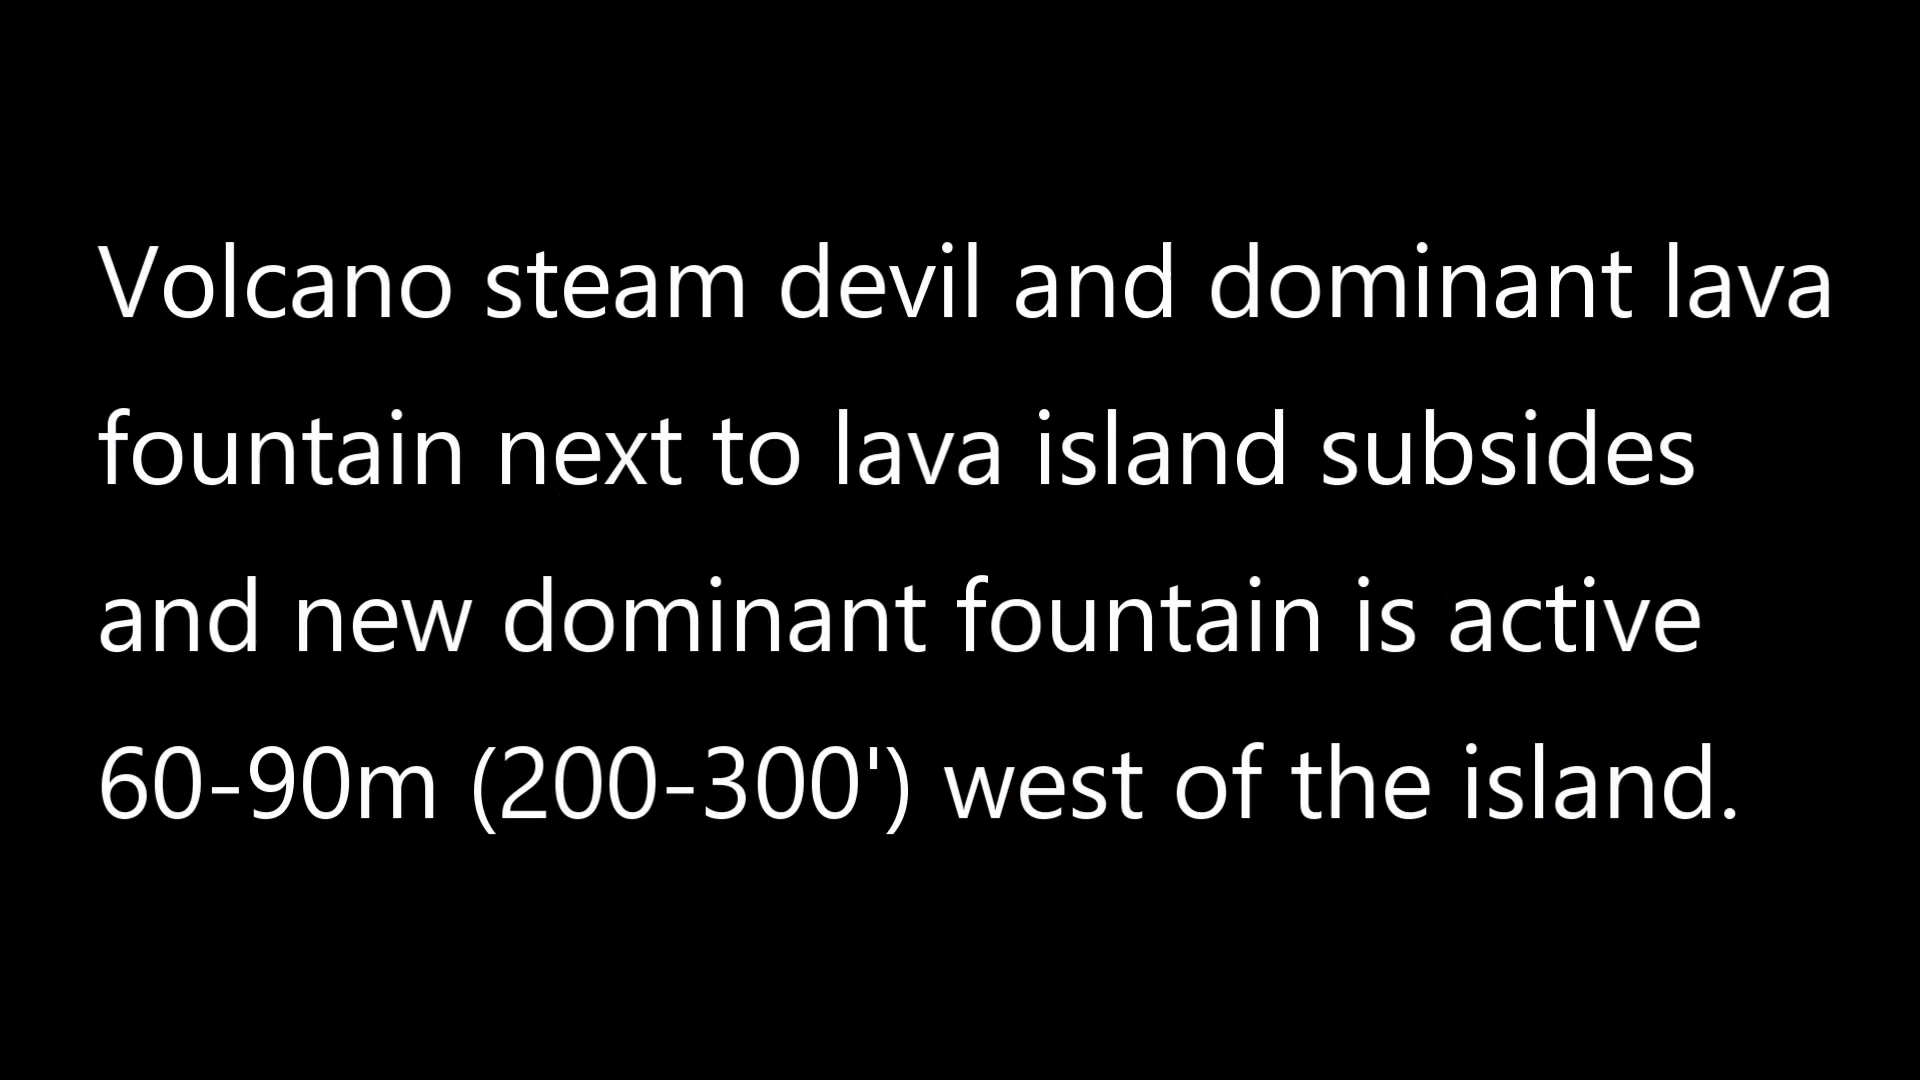 Volcano steam devil and dominant lava
fountain next to lava island subsides
and new dominant fountain is active
60-90m (200-300') west of the island.